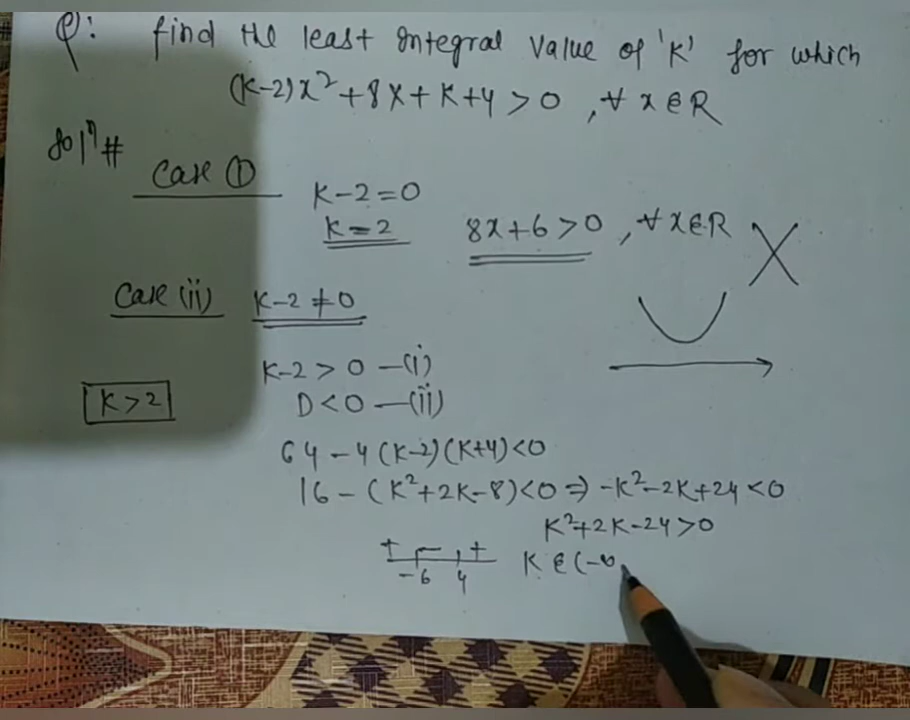 Q: find the least Integral Value of 'K' for which
(K-2)x²+8x+K+4>0 ,∀ x∈R
Solⁿ#
Case ①
K-2=0
K=2 8x+6>0 ,∀x∈R X
Case (ii) K-2≠0
K-2>0 —(i)
K>2 D<0 —(ii)
64-4(K-2)(K+4)<0
16-(K²+2K-8)<0 ⇒ -K²-2K+24<0
K²+2K-24>0
+ - + K∈(-∞
-6 4